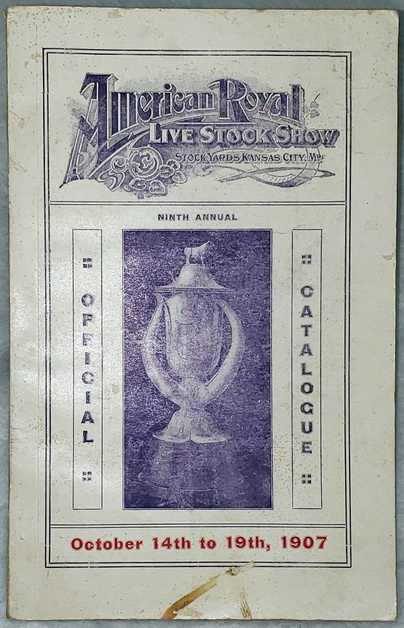 American Royal
LIVE STOCK SHOW
STOCK YARDS KANSAS CITY, Mo.
NINTH ANNUAL
OFFICIAL
CATALOGUE
October 14th to 19th, 1907